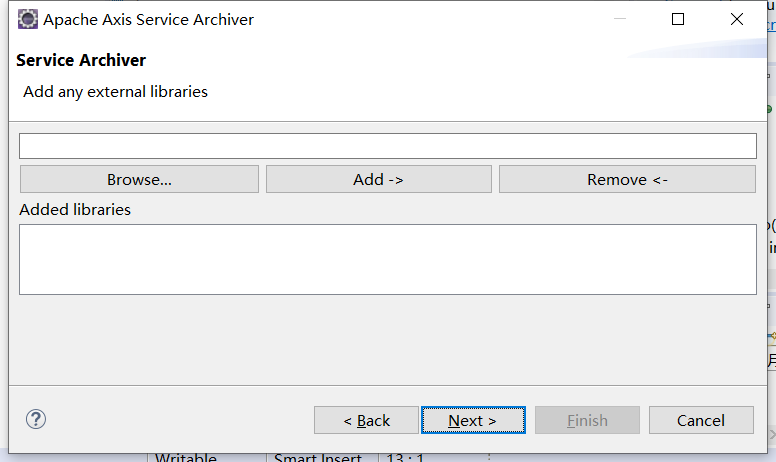 Apache Axis Service Archiver
Service Archiver
Add any external libraries
Browse... Add -> Remove <-
Added libraries
< Back Next > Finish Cancel
Writable Smart Insert 13 : 1